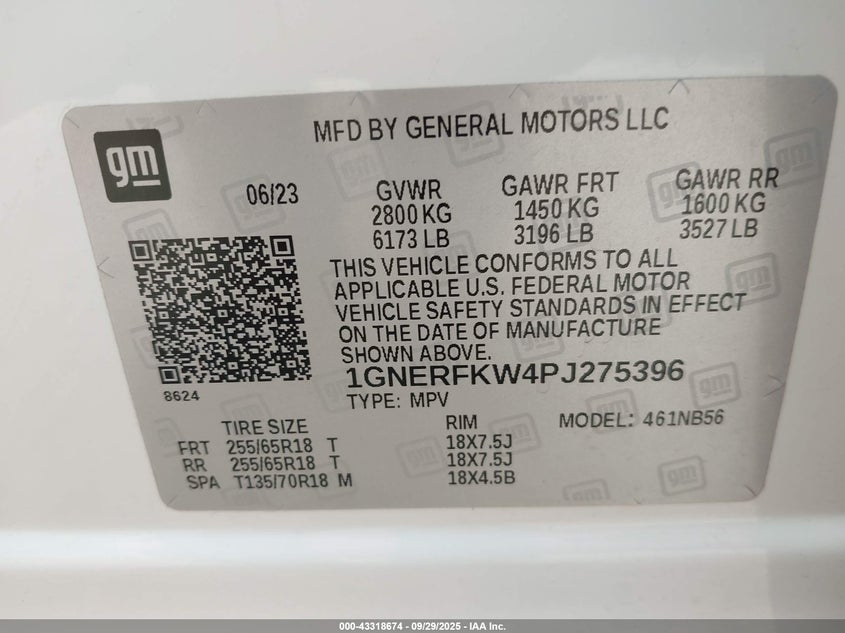 MFD BY GENERAL MOTORS LLC
gm
06/23
GVWR GAWR FRT GAWR RR
2800 KG 1450 KG 1600 KG
6173 LB 3196 LB 3527 LB
THIS VEHICLE CONFORMS TO ALL
APPLICABLE U.S. FEDERAL MOTOR
VEHICLE SAFETY STANDARDS IN EFFECT
ON THE DATE OF MANUFACTURE
SHOWN ABOVE.
8624
1GNERFKW4PJ275396
TYPE: MPV
TIRE SIZE RIM MODEL: 461NB56
FRT 255/65R18 T 18X7.5J
RR 255/65R18 T 18X7.5J
SPA T135/70R18 M 18X4.5B
000-43318674 — 09/29/2025 — IAA Inc.